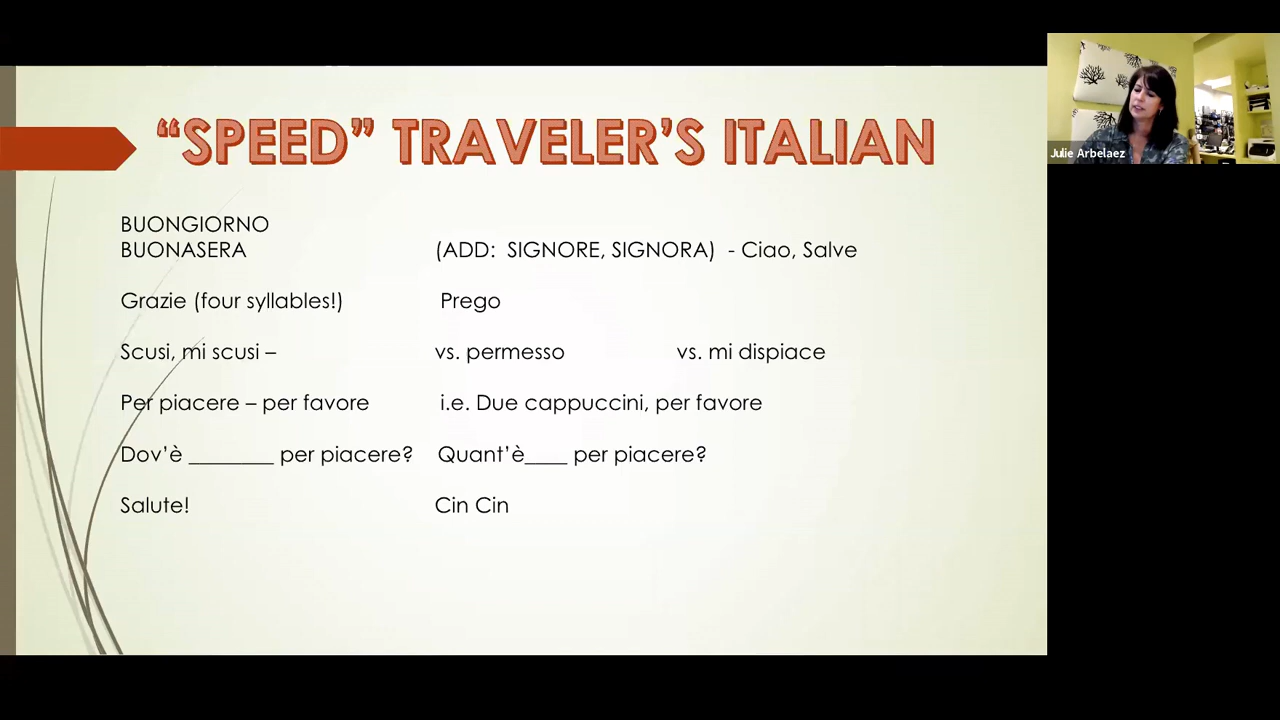 “SPEED” TRAVELER’S ITALIAN
Julie Arbelaez
BUONGIORNO
BUONASERA (ADD: SIGNORE, SIGNORA) - Ciao, Salve
Grazie (four syllables!) Prego
Scusi, mi scusi – vs. permesso vs. mi dispiace
Per piacere – per favore i.e. Due cappuccini, per favore
Dov’è ________ per piacere? Quant’è____ per piacere?
Salute! Cin Cin